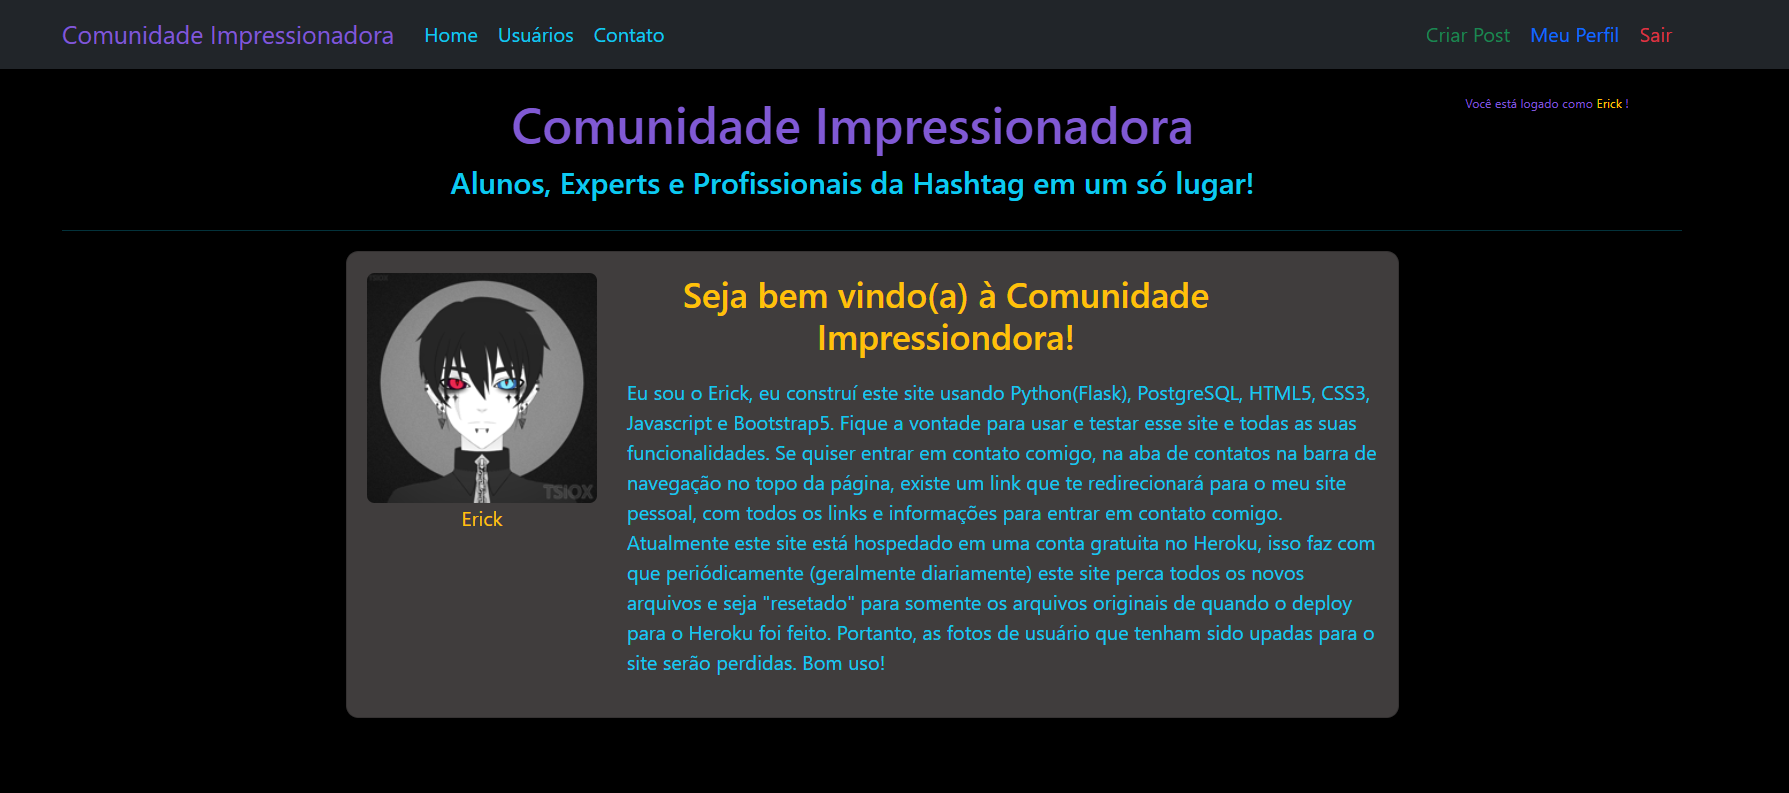 Comunidade Impressionadora Home Usuários Contato Criar Post Meu Perfil Sair
Você está logado como Erick !
Comunidade Impressionadora
Alunos, Experts e Profissionais da Hashtag em um só lugar!
Seja bem vindo(a) à Comunidade
Impressiondora!
TSIOX
Erick
Eu sou o Erick, eu construí este site usando Python(Flask), PostgreSQL, HTML5, CSS3,
Javascript e Bootstrap5. Fique a vontade para usar e testar esse site e todas as suas
funcionalidades. Se quiser entrar em contato comigo, na aba de contatos na barra de
navegação no topo da página, existe um link que te redirecionará para o meu site
pessoal, com todos os links e informações para entrar em contato comigo.
Atualmente este site está hospedado em uma conta gratuita no Heroku, isso faz com
que periódicamente (geralmente diariamente) este site perca todos os novos
arquivos e seja "resetado" para somente os arquivos originais de quando o deploy
para o Heroku foi feito. Portanto, as fotos de usuário que tenham sido upadas para o
site serão perdidas. Bom uso!